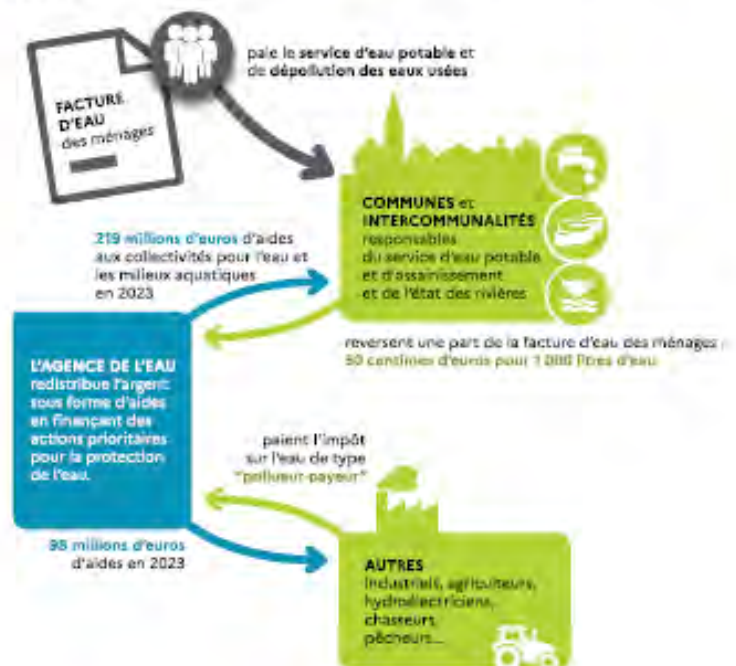 FACTURE
D'EAU
des ménages
paie le service d'eau potable et
de dépollution des eaux usées
COMMUNES et
INTERCOMMUNALITÉS
responsables
du service d'eau potable
et d'assainissement
et de l'état des rivières
219 millions d'euros d'aides
aux collectivités pour l'eau et
les milieux aquatiques
en 2023
reversent une part de la facture d'eau des ménages :
50 centimes d'euros pour 1 000 litres d'eau
L'AGENCE DE L'EAU
redistribue l'argent
sous forme d'aides
en finançant des
actions prioritaires
pour la protection
de l'eau.
paient l'impôt
sur l'eau de type
"pollueur-payeur"
98 millions d'euros
d'aides en 2023
AUTRES
industriels, agriculteurs,
hydroélectriciens,
chasseurs,
pêcheurs...